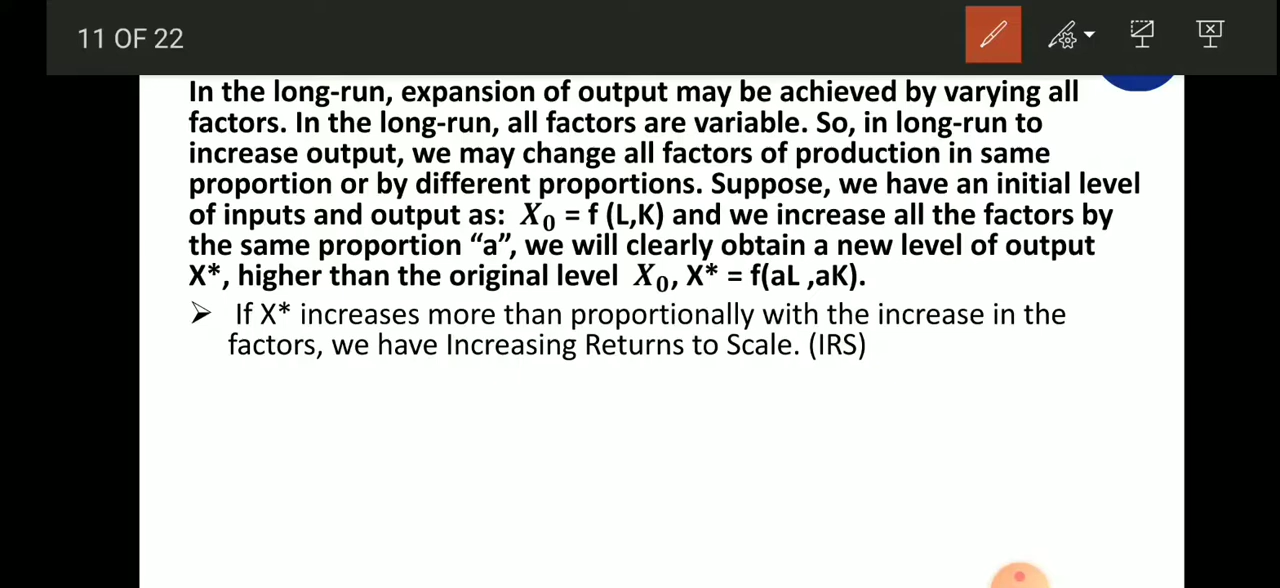 11 OF 22
In the long-run, expansion of output may be achieved by varying all
factors. In the long-run, all factors are variable. So, in long-run to
increase output, we may change all factors of production in same
proportion or by different proportions. Suppose, we have an initial level
of inputs and output as: X₀ = f (L,K) and we increase all the factors by
the same proportion “a”, we will clearly obtain a new level of output
X*, higher than the original level X₀, X* = f(aL ,aK).
➢ If X* increases more than proportionally with the increase in the
factors, we have Increasing Returns to Scale. (IRS)